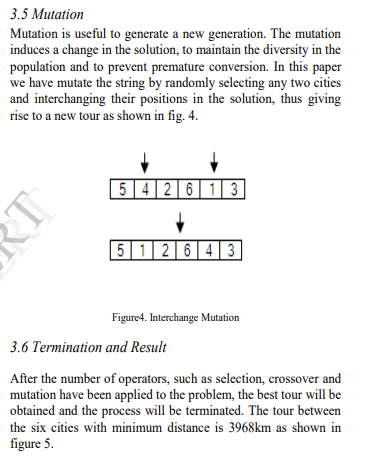 3.5 Mutation
Mutation is useful to generate a new generation. The mutation
induces a change in the solution, to maintain the diversity in the
population and to prevent premature conversion. In this paper
we have mutate the string by randomly selecting any two cities
and interchanging their positions in the solution, thus giving
rise to a new tour as shown in fig. 4.
5 4 2 6 1 3
5 1 2 6 4 3
Figure4. Interchange Mutation
3.6 Termination and Result
After the number of operators, such as selection, crossover and
mutation have been applied to the problem, the best tour will be
obtained and the process will be terminated. The tour between
the six cities with minimum distance is 3968km as shown in
figure 5.